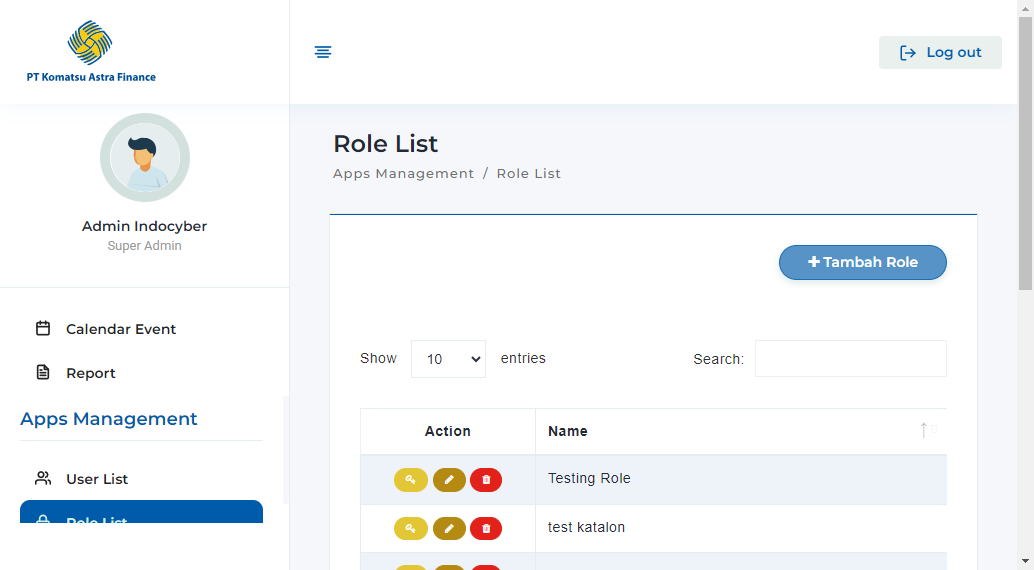 PT Komatsu Astra Finance
Log out
Admin Indocyber
Super Admin
Calendar Event
Report
Apps Management
User List
Role List
Role List
Apps Management / Role List
Tambah Role
Show 10 entries
Search:
Action Name
Testing Role
test katalon